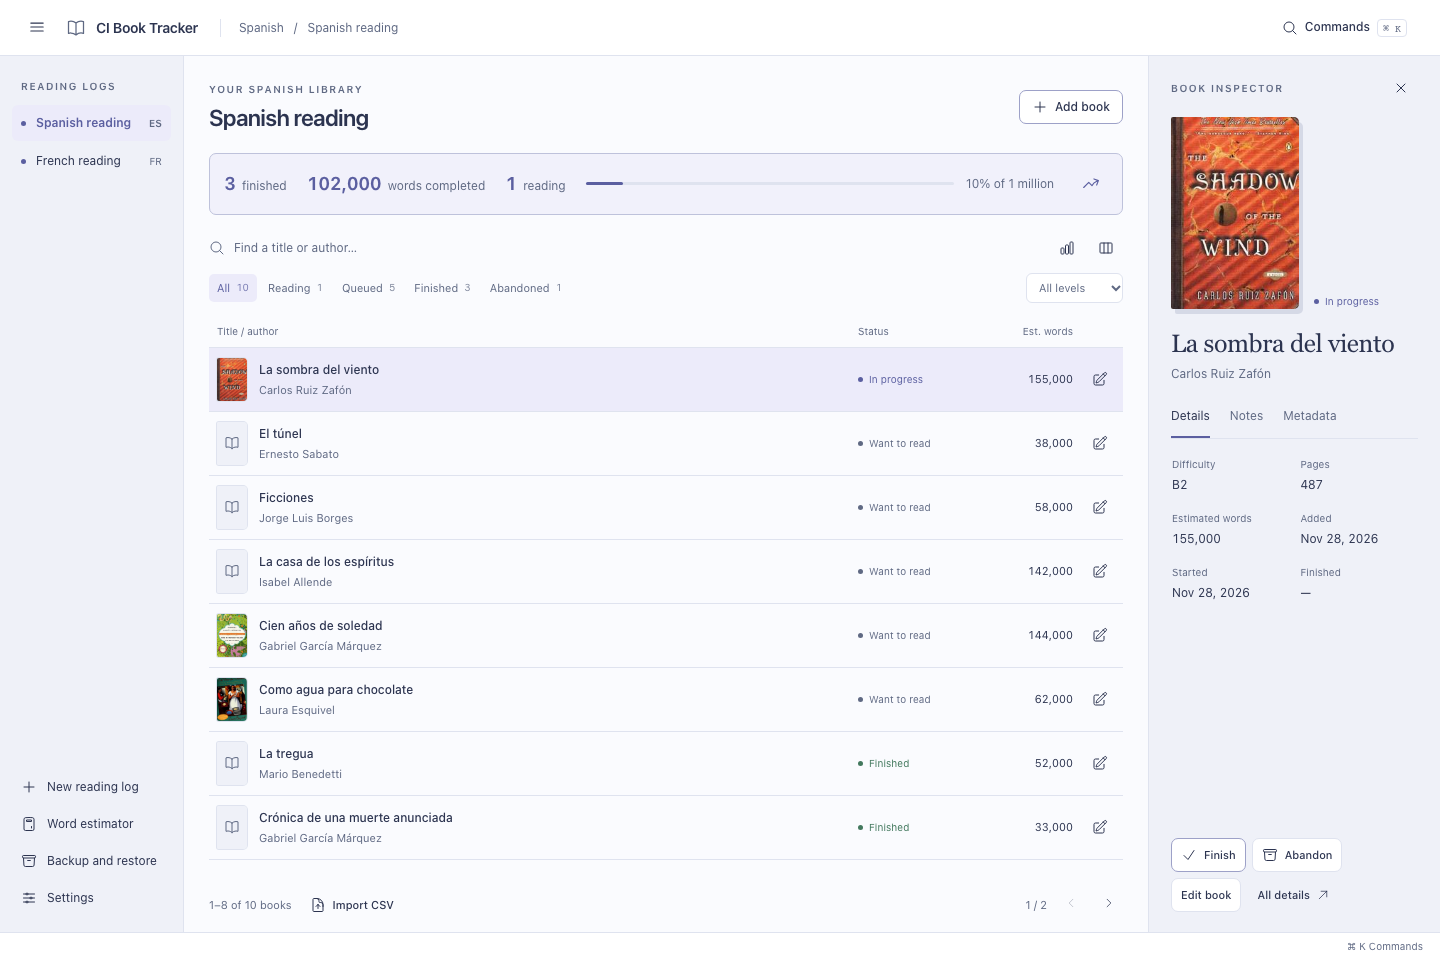 CI Book Tracker
Spanish / Spanish reading
Commands ⌘ K
READING LOGS
Spanish reading ES
French reading FR
New reading log
Word estimator
Backup and restore
Settings
YOUR SPANISH LIBRARY
Spanish reading
Add book
3 finished 102,000 words completed 1 reading 10% of 1 million
Find a title or author...
All 10 Reading 1 Queued 5 Finished 3 Abandoned 1 All levels
Title / author Status Est. words
La sombra del viento
Carlos Ruiz Zafón
In progress 155,000
El túnel
Ernesto Sabato
Want to read 38,000
Ficciones
Jorge Luis Borges
Want to read 58,000
La casa de los espíritus
Isabel Allende
Want to read 142,000
Cien años de soledad
Gabriel García Márquez
Want to read 144,000
Como agua para chocolate
Laura Esquivel
Want to read 62,000
La tregua
Mario Benedetti
Finished 52,000
Crónica de una muerte anunciada
Gabriel García Márquez
Finished 33,000
1–8 of 10 books Import CSV 1 / 2
BOOK INSPECTOR
THE
SHADOW
OF THE
WIND
CARLOS RUIZ ZAFÓN
In progress
La sombra del viento
Carlos Ruiz Zafón
Details Notes Metadata
Difficulty Pages
B2 487
Estimated words Added
155,000 Nov 28, 2026
Started Finished
Nov 28, 2026 —
Finish Abandon
Edit book All details
⌘ K Commands